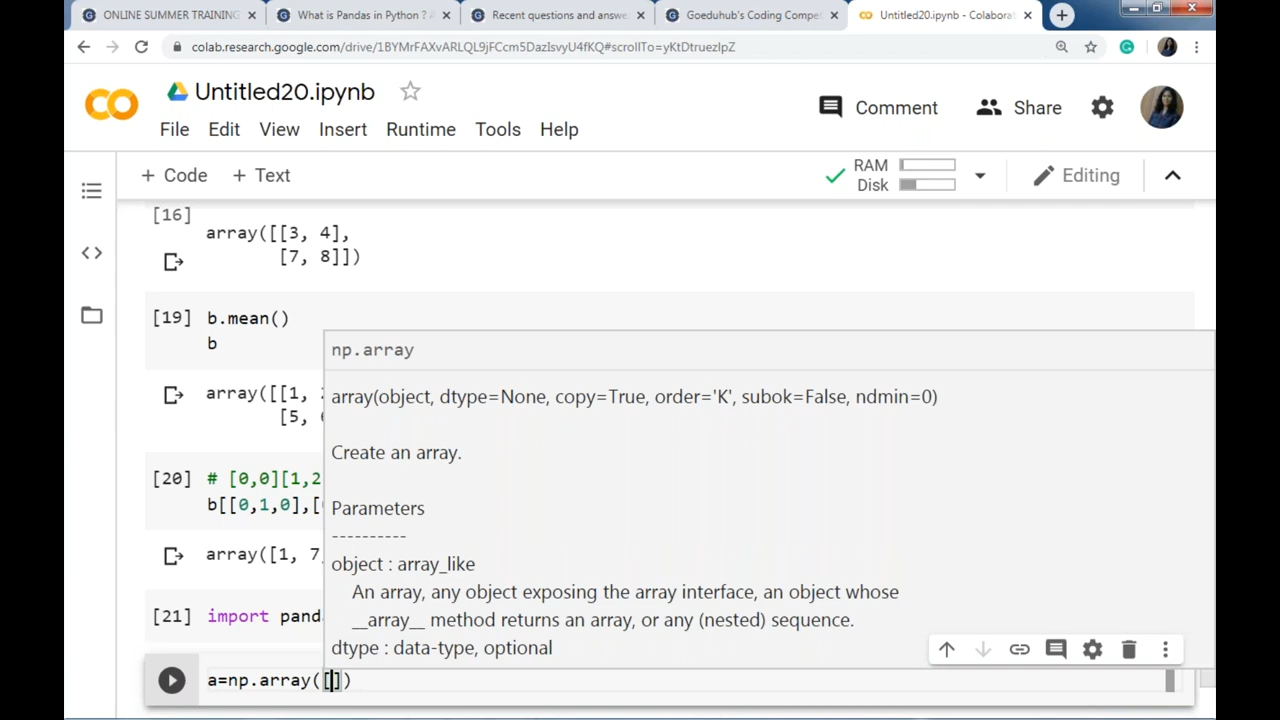 ONLINE SUMMER TRAINING
What is Pandas in Python ? A
Recent questions and answe
Goeduhub's Coding Compet
Untitled20.ipynb - Colaborat
colab.research.google.com/drive/1BYMrFAXvARLQL9jFCcm5DazIsvyU4fKQ#scrollTo=yKtDtruezIpZ
Untitled20.ipynb
Comment
Share
File Edit View Insert Runtime Tools Help
+ Code + Text
RAM
Disk
Editing
[16]
array([[3, 4],
[7, 8]])
[19] b.mean()
b
np.array
array([[1,
[5,
array(object, dtype=None, copy=True, order='K', subok=False, ndmin=0)
Create an array.
[20] # [0,0][1,2
b[[0,1,0],[
Parameters
----------
array([1, 7,
object : array_like
An array, any object exposing the array interface, an object whose
__array__ method returns an array, or any (nested) sequence.
[21] import panda
dtype : data-type, optional
a=np.array([])